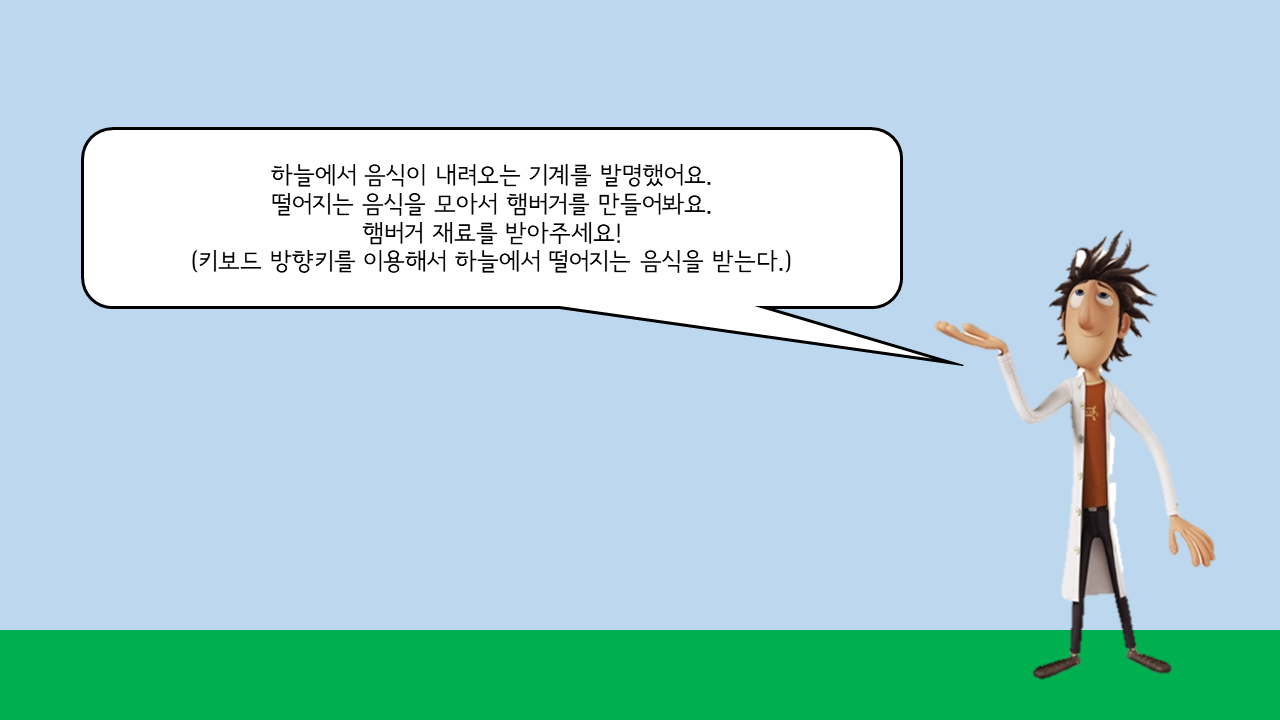 하늘에서 음식이 내려오는 기계를 발명했어요.
떨어지는 음식을 모아서 햄버거를 만들어봐요.
햄버거 재료를 받아주세요!
(키보드 방향키를 이용해서 하늘에서 떨어지는 음식을 받는다.)